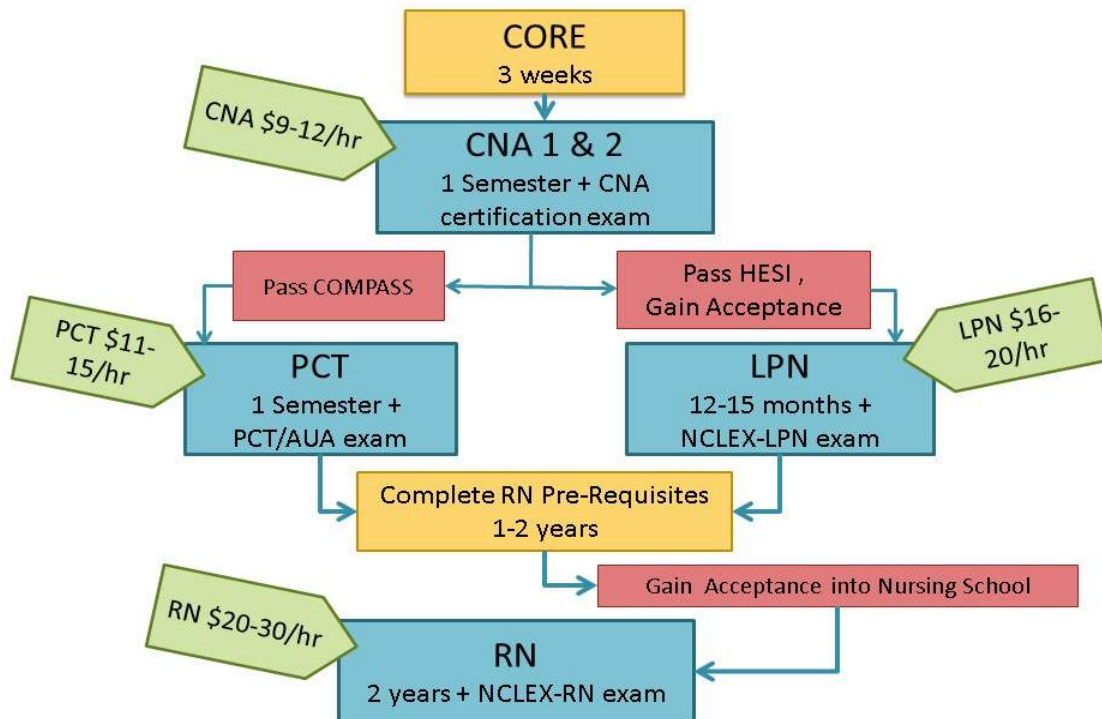 CORE
3 weeks
CNA $9-12/hr
CNA 1 & 2
1 Semester + CNA
certification exam
Pass COMPASS
Pass HESI ,
Gain Acceptance
PCT $11-
15/hr
PCT
1 Semester +
PCT/AUA exam
LPN $16-
20/hr
LPN
12-15 months +
NCLEX-LPN exam
Complete RN Pre-Requisites
1-2 years
Gain Acceptance into Nursing School
RN $20-30/hr
RN
2 years + NCLEX-RN exam